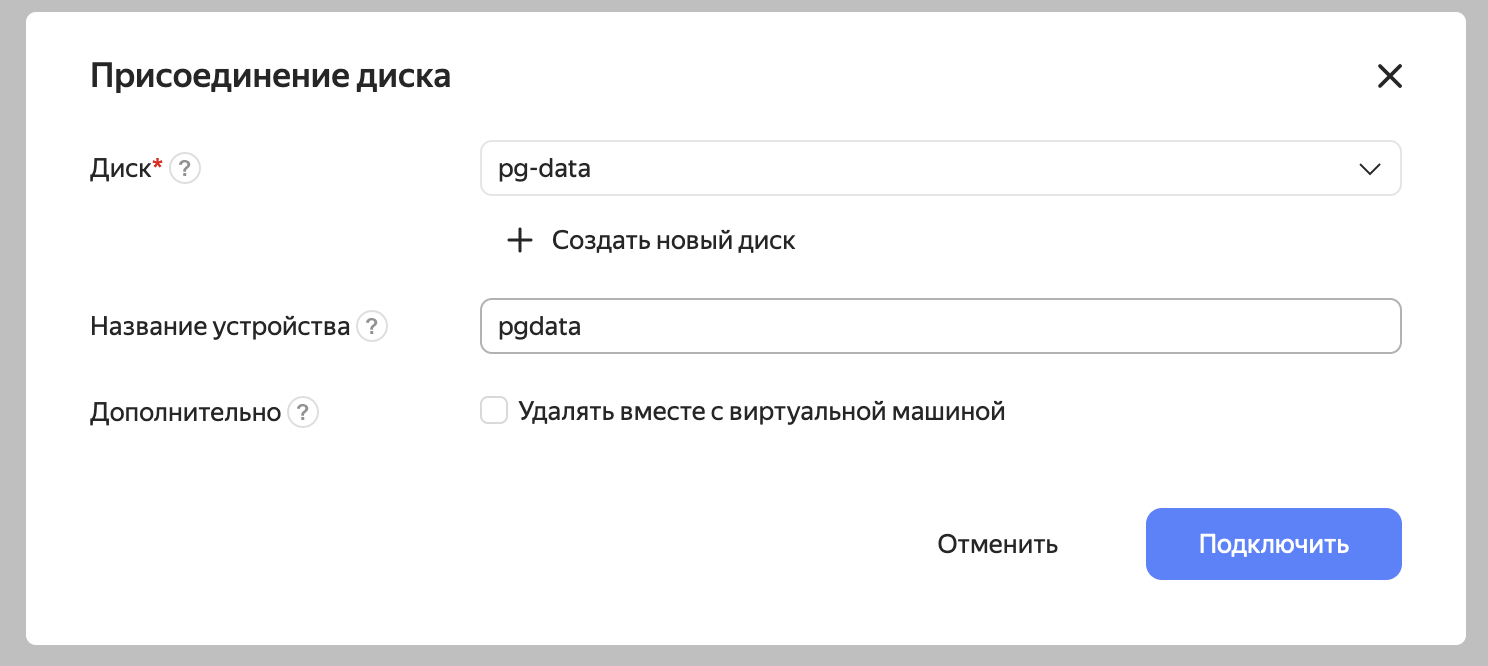 Присоединение диска
Диск* ? pg-data
Создать новый диск
Название устройства ? pgdata
Дополнительно ? Удалять вместе с виртуальной машиной
Отменить Подключить